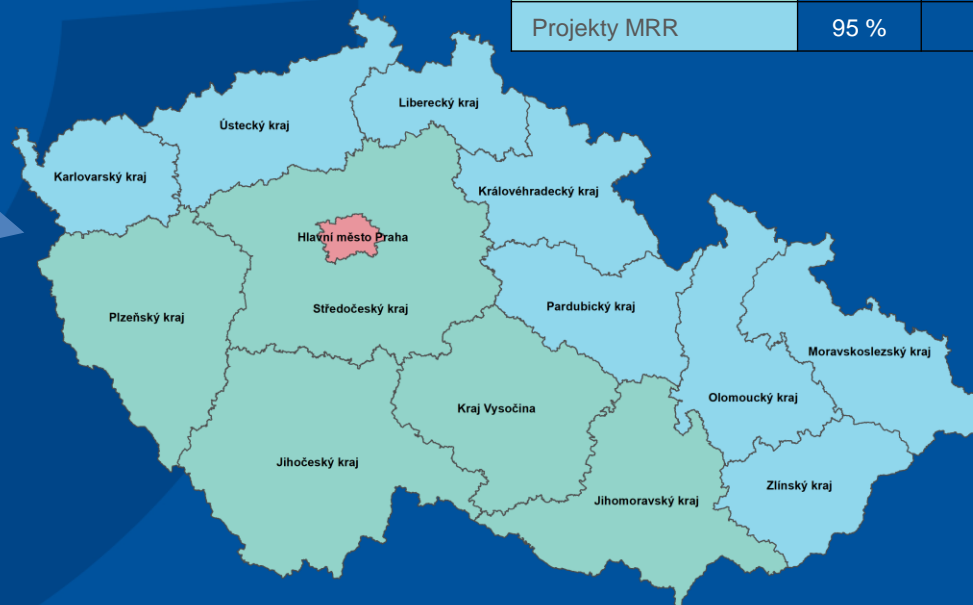 Projekty MRR 95 %
Liberecký kraj
Ústecký kraj
Karlovarský kraj
Královéhradecký kraj
Hlavní město Praha
Středočeský kraj
Pardubický kraj
Plzeňský kraj
Moravskoslezský kraj
Olomoucký kraj
Kraj Vysočina
Jihočeský kraj
Zlínský kraj
Jihomoravský kraj